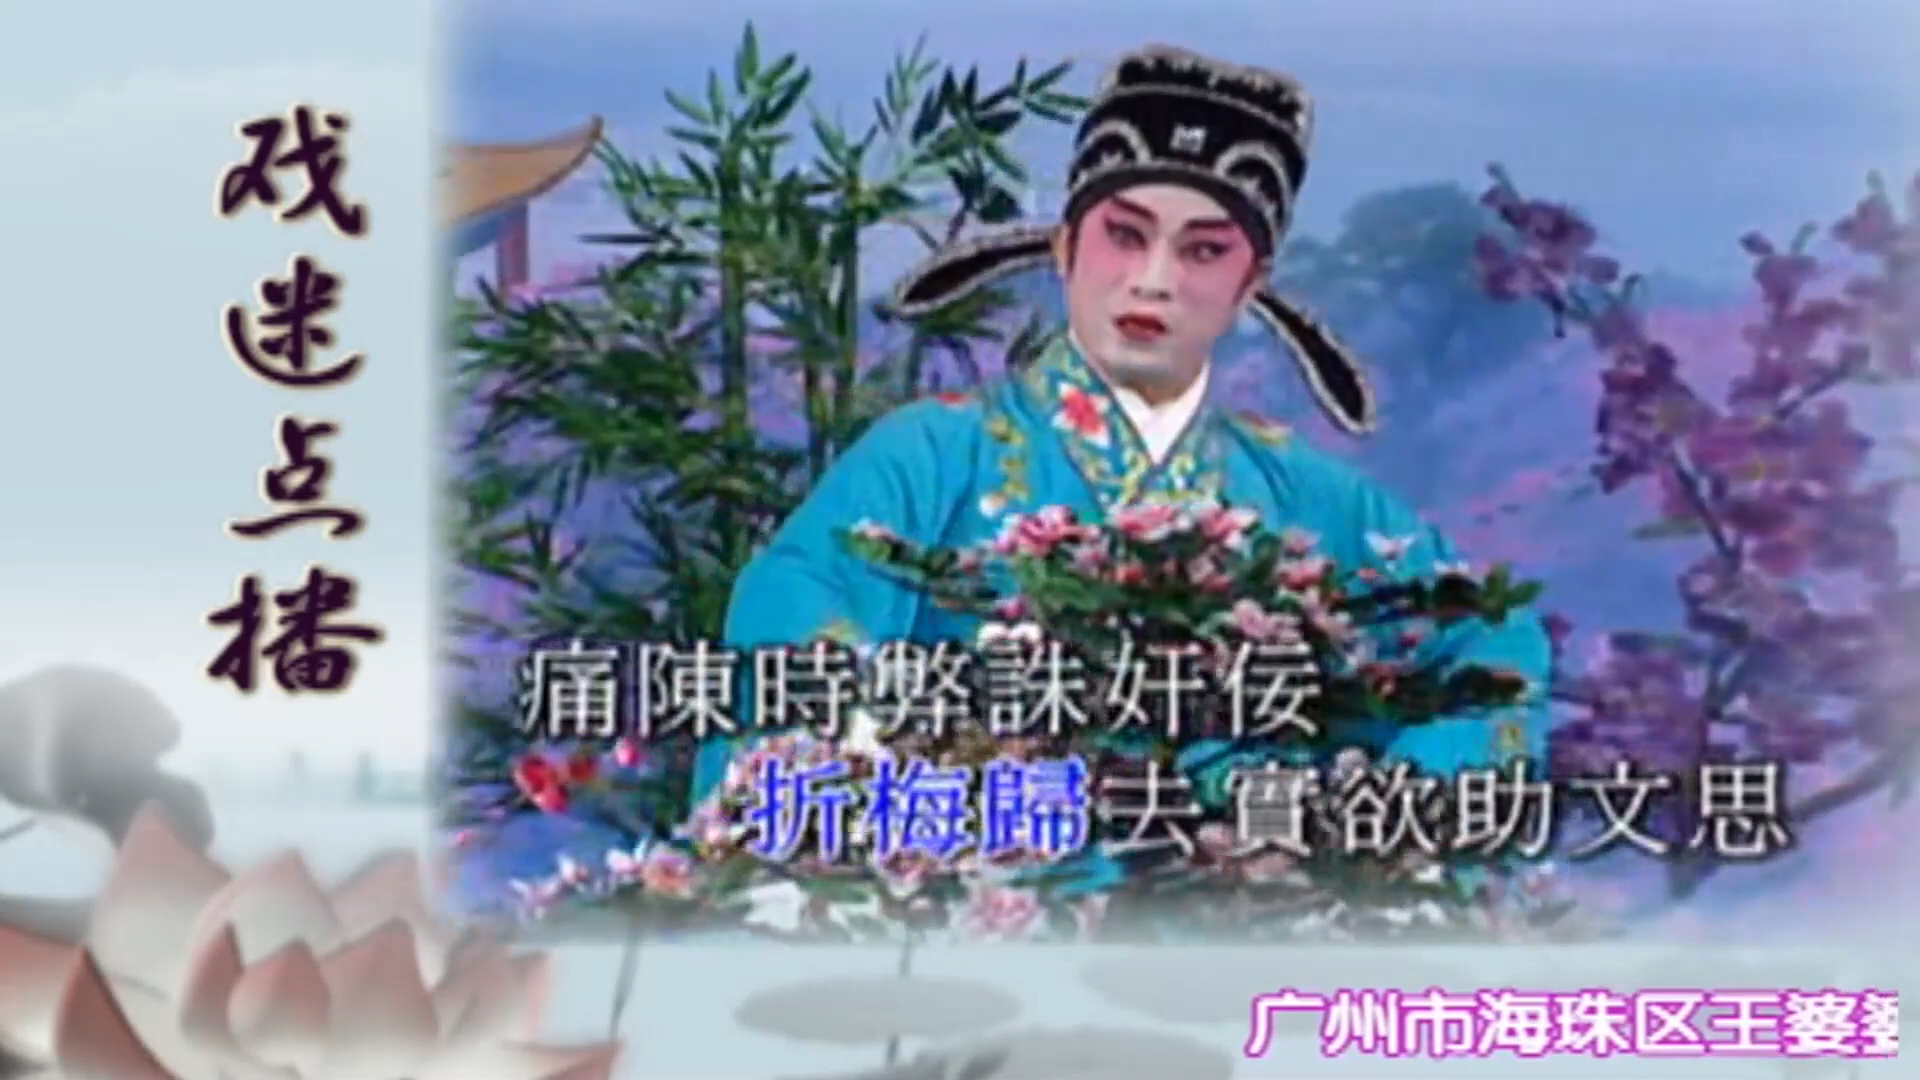 戏迷点播
痛陳時弊誅奸佞
折梅歸去實欲助文思
广州市海珠区王婆婆